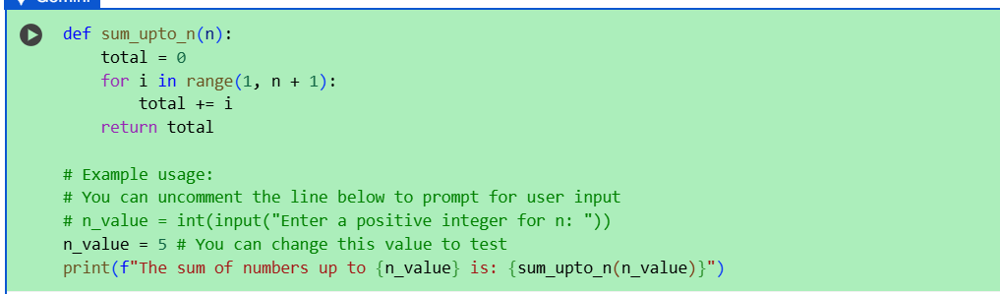 Gemini
def sum_upto_n(n):
    total = 0
    for i in range(1, n + 1):
        total += i
    return total

# Example usage:
# You can uncomment the line below to prompt for user input
# n_value = int(input("Enter a positive integer for n: "))
n_value = 5 # You can change this value to test
print(f"The sum of numbers up to {n_value} is: {sum_upto_n(n_value)}")